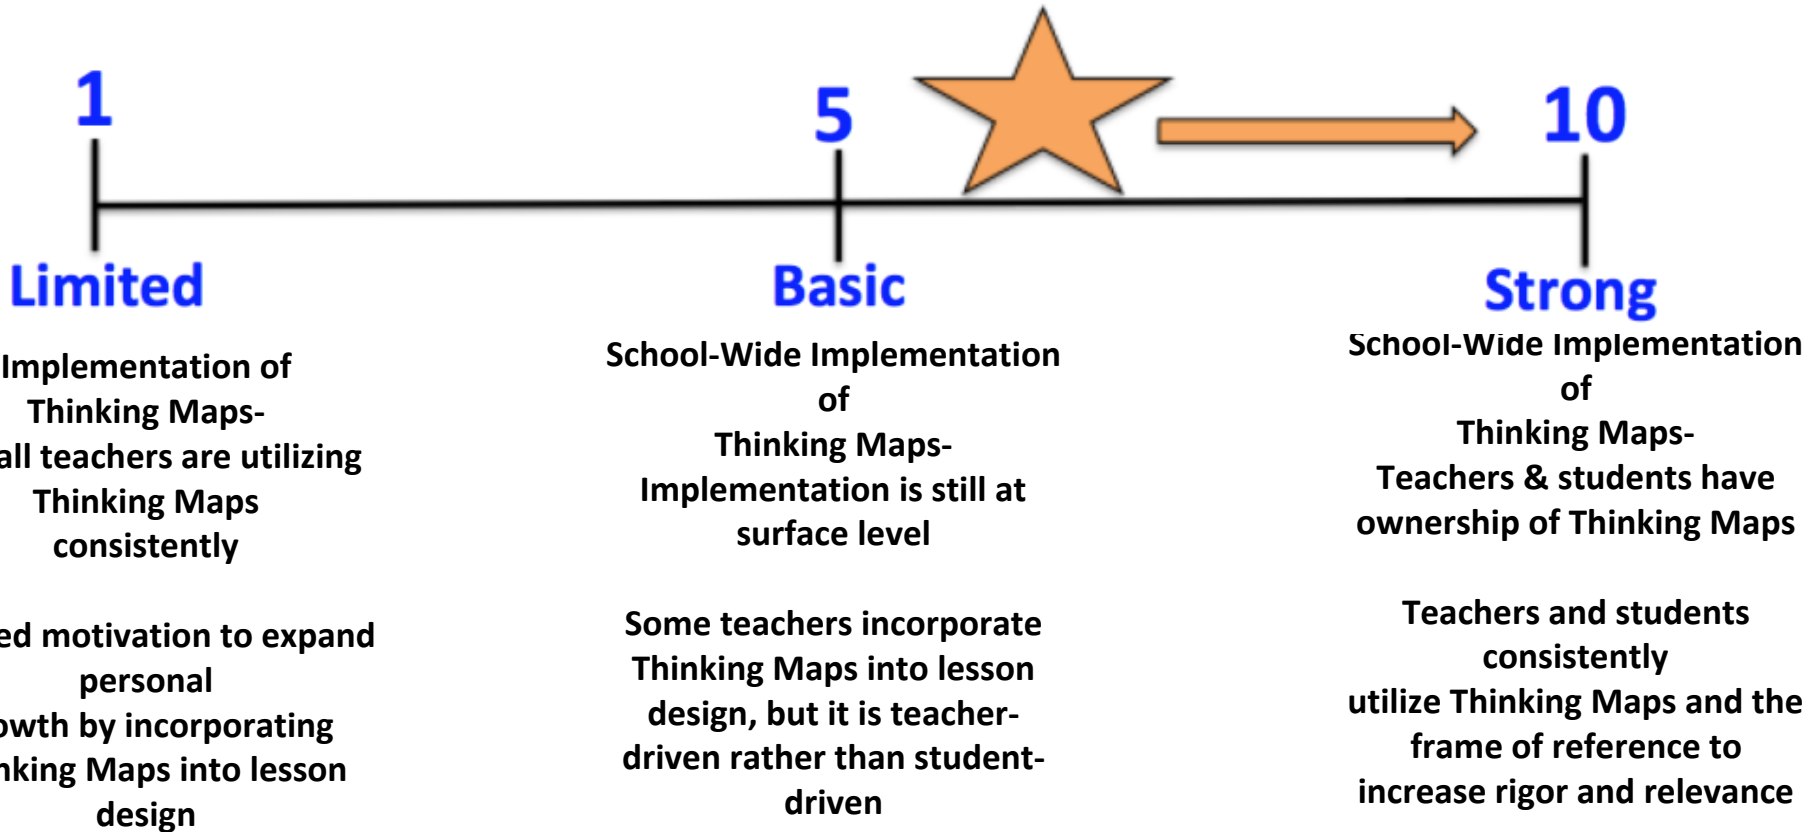 1
5
10
Limited
Basic
Strong
Implementation of
Thinking Maps-
all teachers are utilizing
Thinking Maps
consistently
motivation to expand
personal
by incorporating
Maps into lesson
design
School-Wide Implementation
of
Thinking Maps-
Implementation is still at
surface level
Some teachers incorporate
Thinking Maps into lesson
design, but it is teacher-
driven rather than student-
driven
School-Wide Implementation
of
Thinking Maps-
Teachers & students have
ownership of Thinking Maps
Teachers and students
consistently
utilize Thinking Maps and the
frame of reference to
increase rigor and relevance